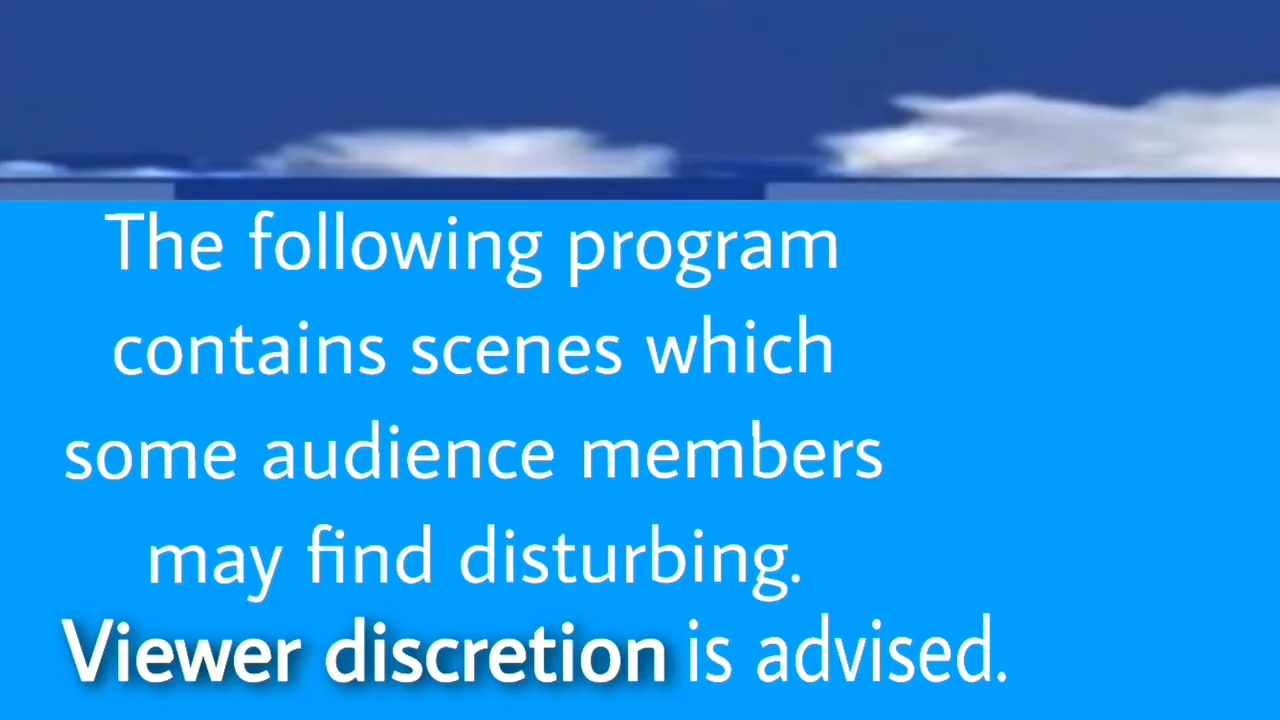 The following program
contains scenes which
some audience members
may find disturbing.
Viewer discretion is advised.